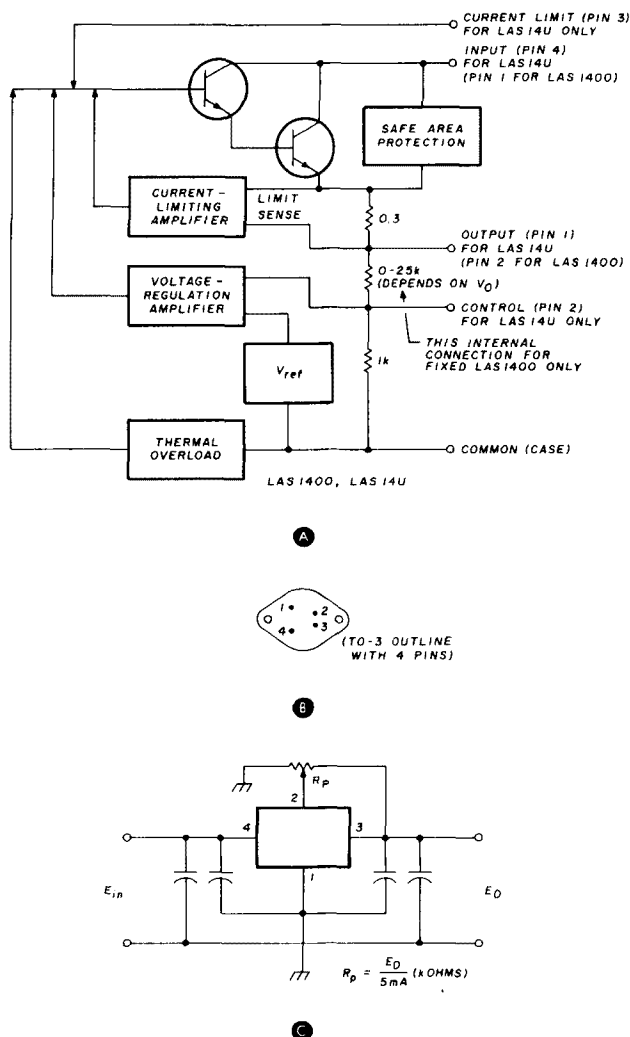 CURRENT LIMIT (PIN 3)
FOR LAS 14U ONLY
INPUT (PIN 4)
FOR LAS 14U
(PIN 1 FOR LAS 1400)
SAFE AREA
PROTECTION
CURRENT-
LIMITING
AMPLIFIER
LIMIT
SENSE
0.3
OUTPUT (PIN 1)
FOR LAS 14U
(PIN 2 FOR LAS 1400)
0-25k
(DEPENDS ON VO)
VOLTAGE-
REGULATION
AMPLIFIER
CONTROL (PIN 2)
FOR LAS 14U ONLY
THIS INTERNAL
CONNECTION FOR
FIXED LAS 1400 ONLY
1k
Vref
THERMAL
OVERLOAD
COMMON (CASE)
LAS 1400, LAS 14U
A
1
2
4
3
(TO-3 OUTLINE
WITH 4 PINS)
B
RP
2
4
3
1
Ein
EO
Rp = EO / 5mA (k OHMS)
C